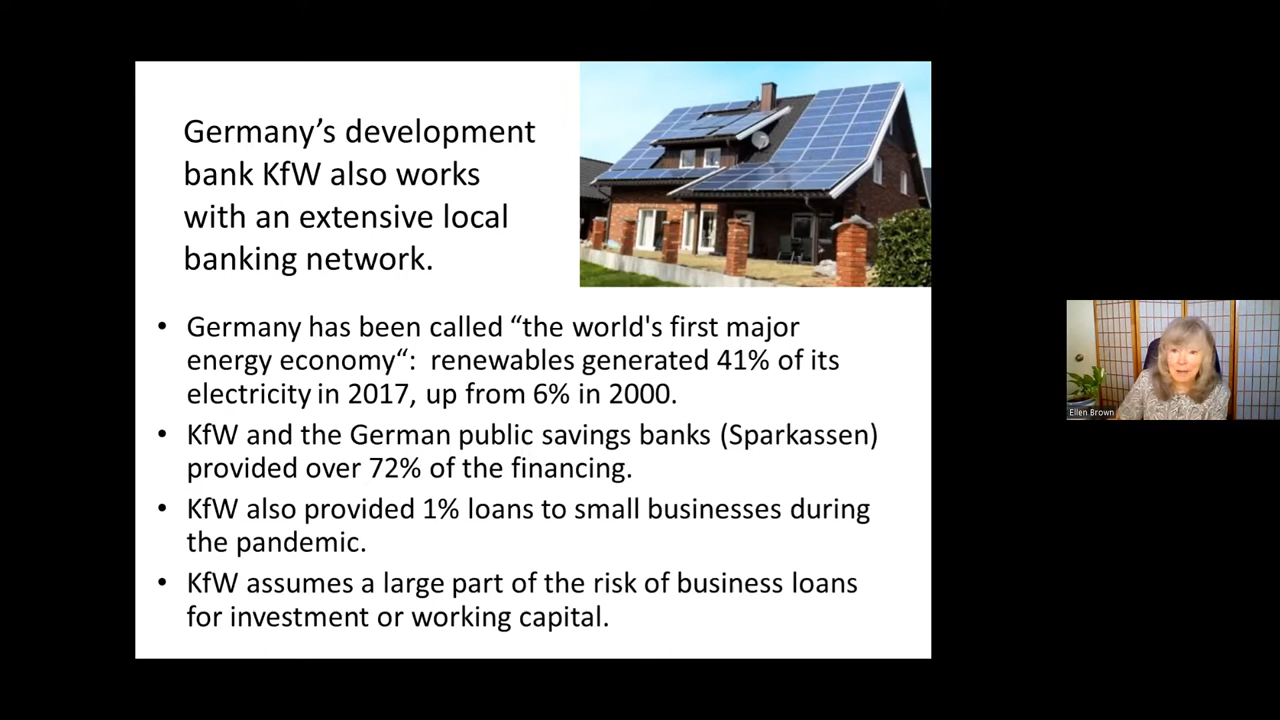 Germany’s development
bank KfW also works
with an extensive local
banking network.
• Germany has been called “the world's first major
energy economy“: renewables generated 41% of its
electricity in 2017, up from 6% in 2000.
• KfW and the German public savings banks (Sparkassen)
provided over 72% of the financing.
• KfW also provided 1% loans to small businesses during
the pandemic.
• KfW assumes a large part of the risk of business loans
for investment or working capital.
Ellen Brown